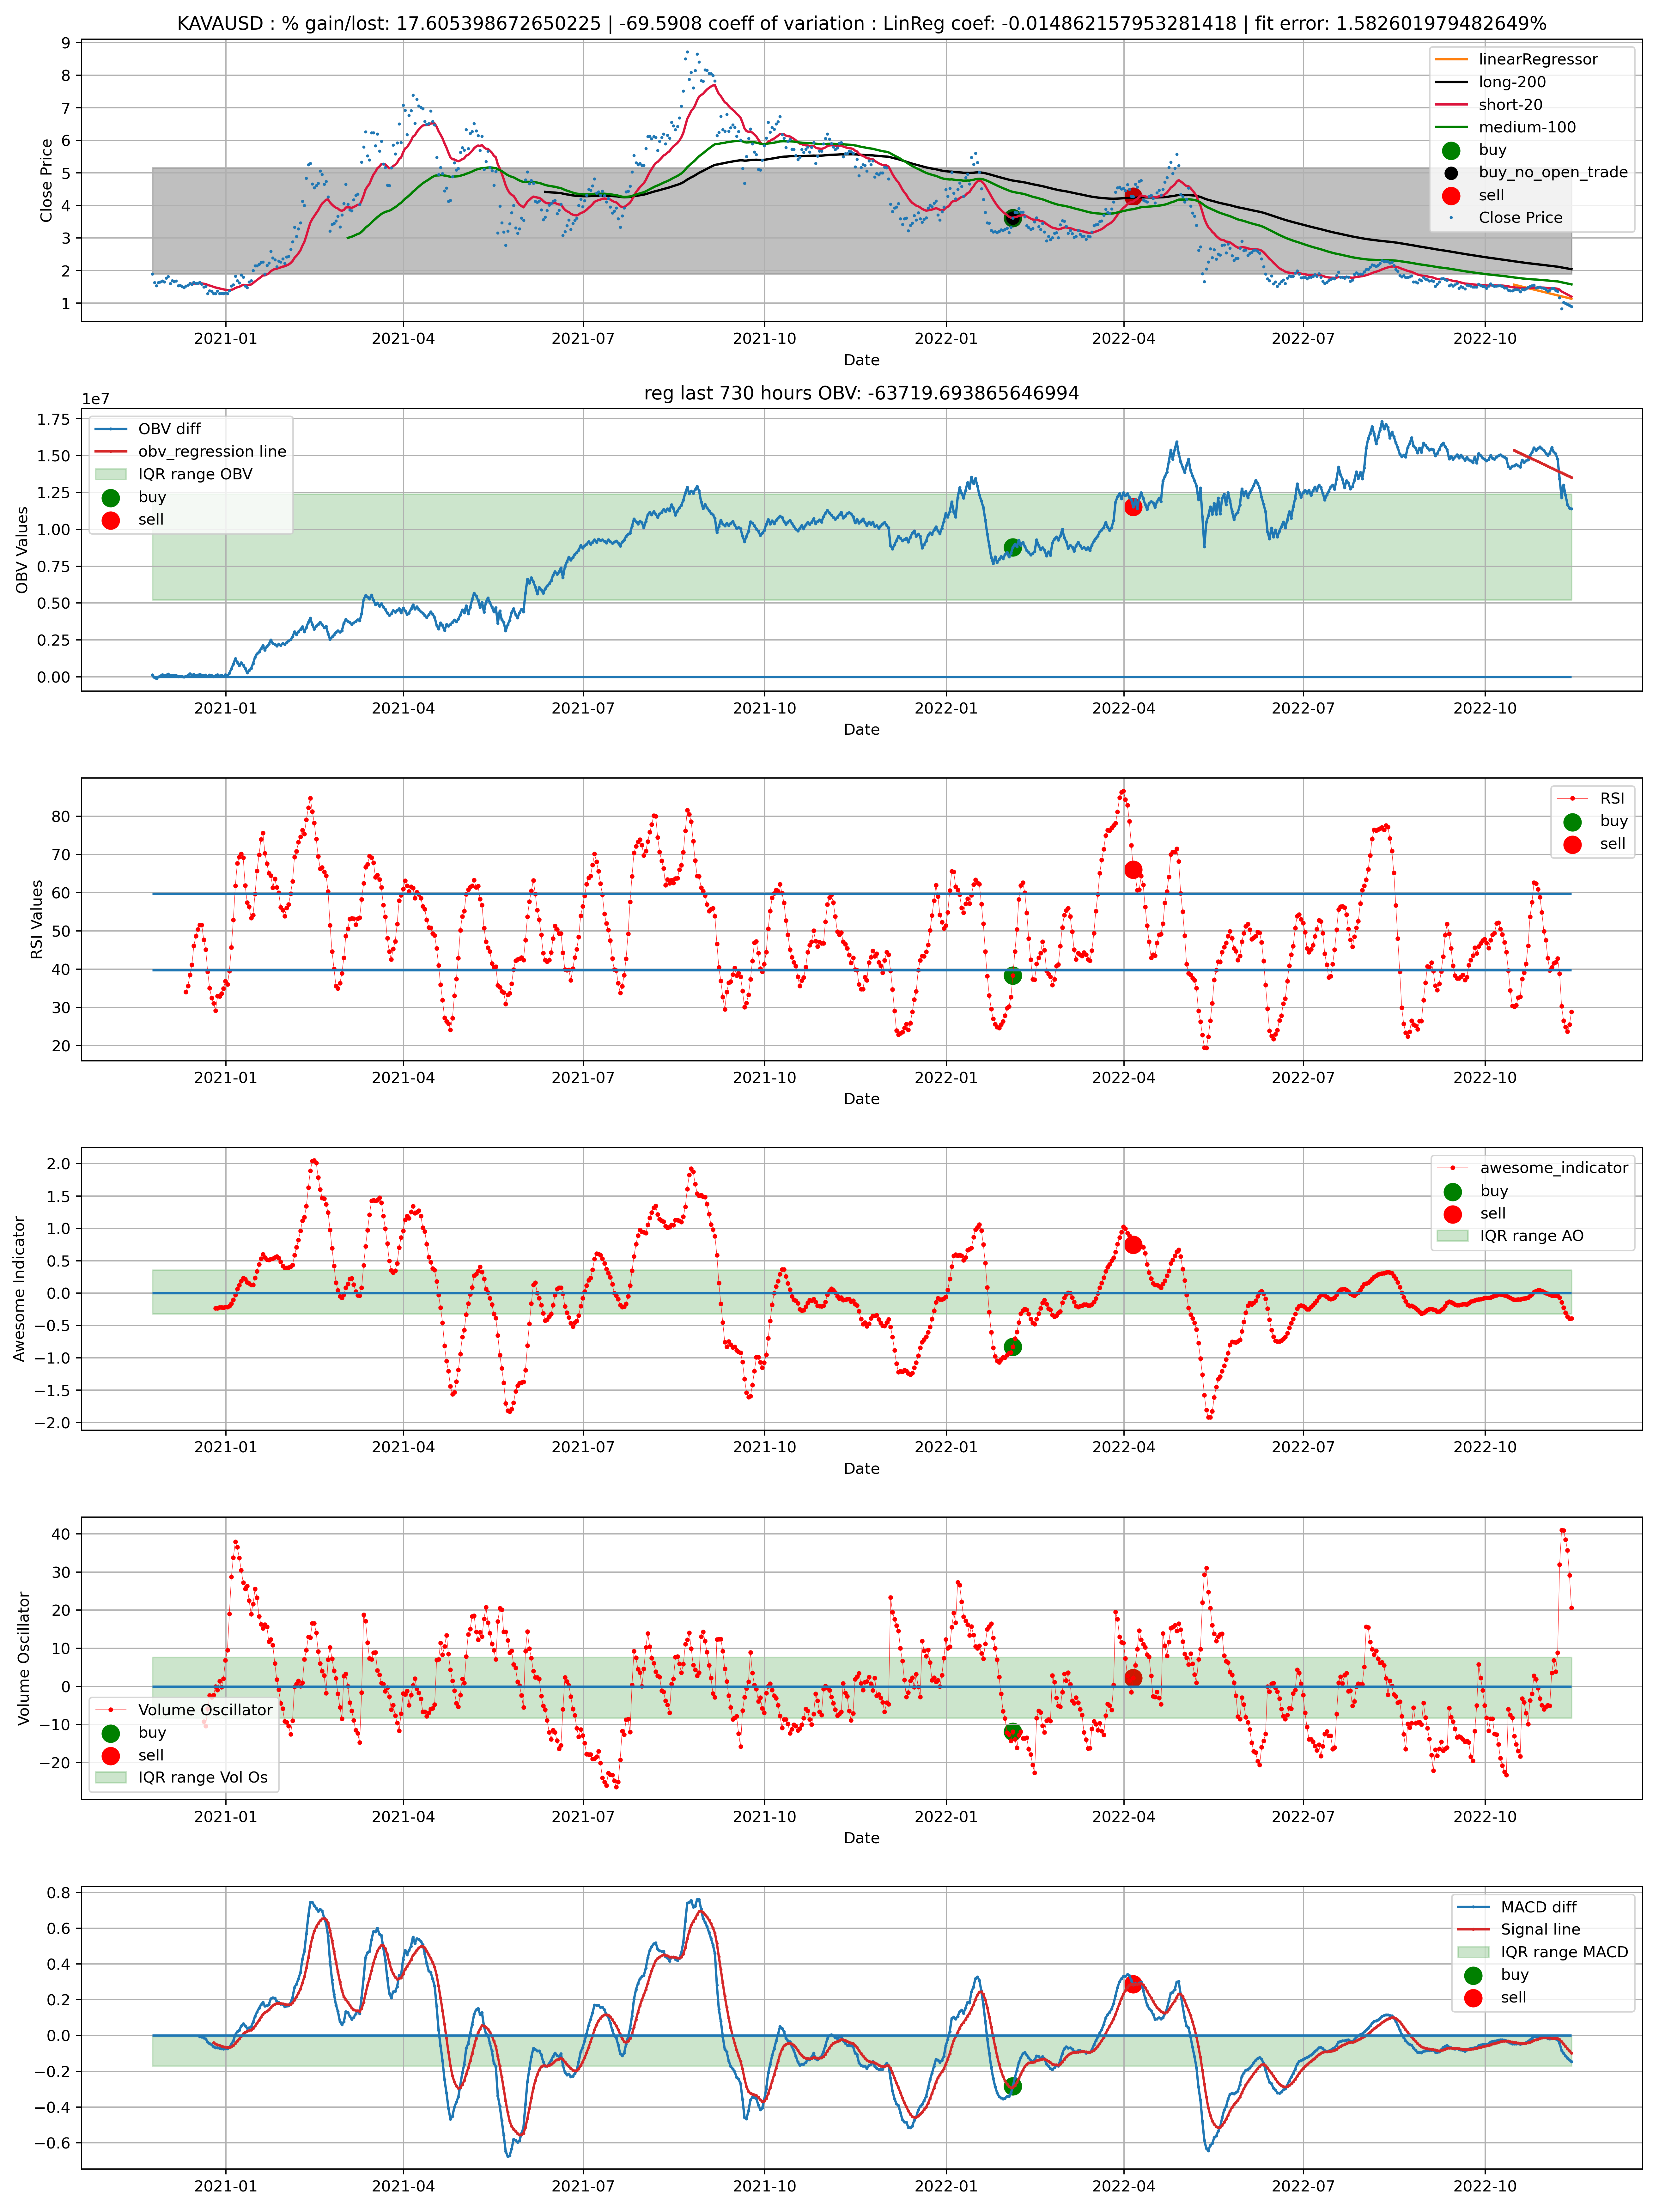 KAVAUSD : % gain/lost: 17.605398672650225 | -69.5908 coeff of variation : LinReg coef: -0.014862157953281418 | fit error: 1.582601979482649%
9
8
7
6
5
4
3
2
1
Close Price
linearRegressor
long-200
short-20
medium-100
buy
buy_no_open_trade
sell
Close Price
2021-01 2021-04 2021-07 2021-10 2022-01 2022-04 2022-07 2022-10
Date
reg last 730 hours OBV: -63719.693865646994
1e7
1.75
1.50
1.25
1.00
0.75
0.50
0.25
0.00
OBV Values
OBV diff
obv_regression line
IQR range OBV
buy
sell
2021-01 2021-04 2021-07 2021-10 2022-01 2022-04 2022-07 2022-10
Date
80
70
60
50
40
30
20
RSI Values
RSI
buy
sell
2021-01 2021-04 2021-07 2021-10 2022-01 2022-04 2022-07 2022-10
Date
2.0
1.5
1.0
0.5
0.0
−0.5
−1.0
−1.5
−2.0
Awesome Indicator
awesome_indicator
buy
sell
IQR range AO
2021-01 2021-04 2021-07 2021-10 2022-01 2022-04 2022-07 2022-10
Date
40
30
20
10
0
−10
−20
Volume Oscillator
Volume Oscillator
buy
sell
IQR range Vol Os
2021-01 2021-04 2021-07 2021-10 2022-01 2022-04 2022-07 2022-10
Date
0.8
0.6
0.4
0.2
0.0
−0.2
−0.4
−0.6
MACD diff
Signal line
IQR range MACD
buy
sell
2021-01 2021-04 2021-07 2021-10 2022-01 2022-04 2022-07 2022-10